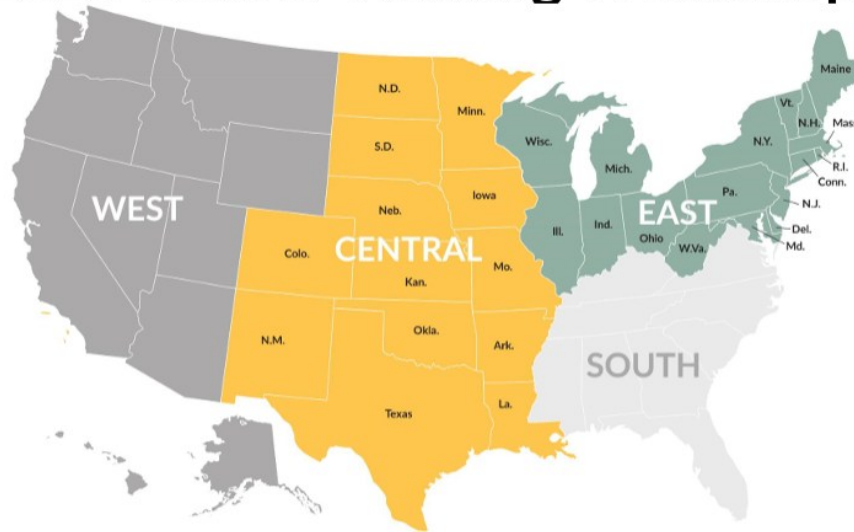 Maine
Vt.
N.D.
Minn.
N.H.
Mass
Wisc.
N.Y.
S.D.
Mich.
R.I.
Conn.
Pa.
Iowa
N.J.
WEST
Neb.
EAST
Ill.
Ind.
Ohio
Del.
W.Va.
Md.
Colo.
CENTRAL
Mo.
Kan.
N.M.
Okla.
Ark.
SOUTH
La.
Texas